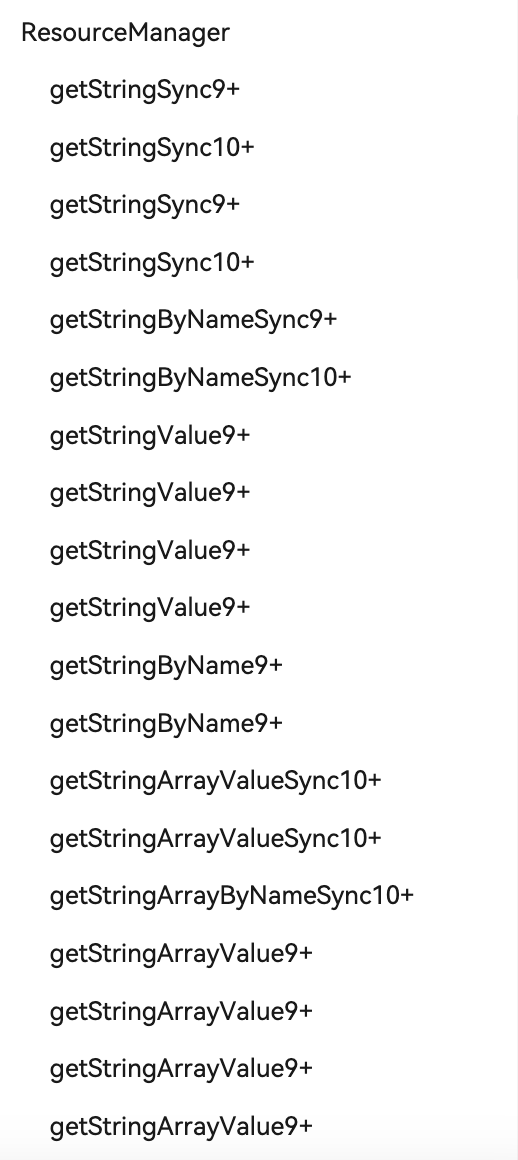 ResourceManager
getStringSync9+
getStringSync10+
getStringSync9+
getStringSync10+
getStringByNameSync9+
getStringByNameSync10+
getStringValue9+
getStringValue9+
getStringValue9+
getStringValue9+
getStringByName9+
getStringByName9+
getStringArrayValueSync10+
getStringArrayValueSync10+
getStringArrayByNameSync10+
getStringArrayValue9+
getStringArrayValue9+
getStringArrayValue9+
getStringArrayValue9+